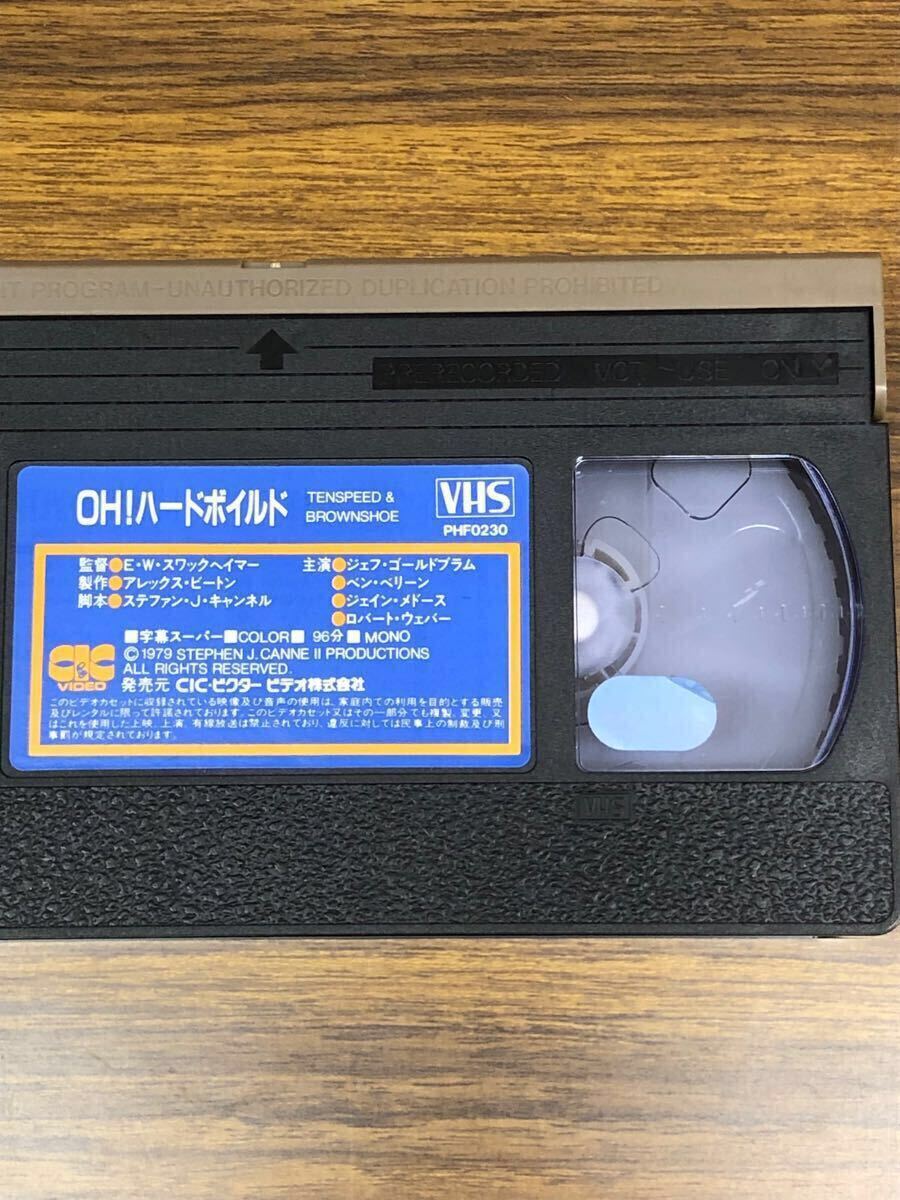 NT PROGRAM-UNAUTHORIZED DUPLICATION PROHIBITED
PRERECORDED VCT-USE ONLY
OH!ハードボイルド
TENSPEED &
BROWNSHOE
VHS
PHF0230
監督●E・W・スワックヘイマー
製作●アレックス・ビートン
脚本●ステファン・J・キャンネル
主演●ジェフ・ゴールドブラム
●ベン・ベリーン
●ジェイン・メドース
●ロバート・ウェバー
■字幕スーパー■COLOR■ 96分■MONO
Ⓒ1979 STEPHEN J. CANNE II PRODUCTIONS
ALL RIGHTS RESERVED.
発売元 CIC・ビクター ビデオ株式会社
CIC
VIDEO
このビデオカセットに収録されている映像及び音声の使用は、家庭内での利用を目的とする販売
及びレンタルに限って許諾されております。このビデオカセット又はその一部分でも複製、変更、又
はこれを使用した上映、上演、有線放送は禁止されており、違反に対しては民事上の制裁及び刑
事罰が規定されております。
VHS